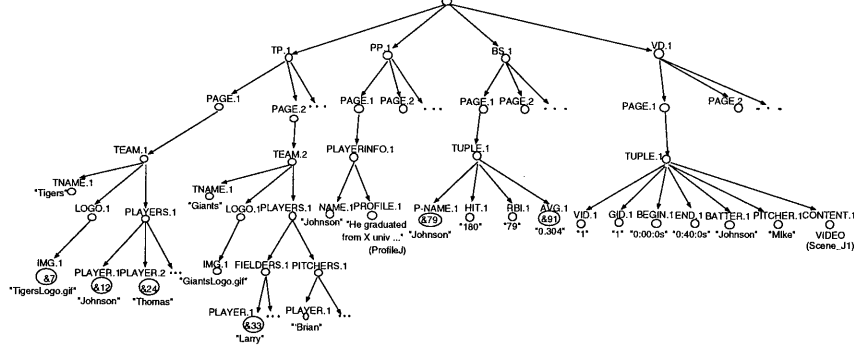 TP.1 PP.1 BS.1 VD.1
PAGE.1 PAGE.2 . . . PAGE.1 PAGE.2 . . . PAGE.1 PAGE.2 . . . PAGE.1 PAGE.2 . . .
TEAM.1 TEAM.2 PLAYERINFO.1 TUPLE.1 TUPLE.1
TNAME.1 LOGO.1 PLAYERS.1 TNAME.1 LOGO.1 PLAYERS.1 NAME.1 PROFILE.1 P-NAME.1 HIT.1 RBI.1 AVG.1 VID.1 GID.1 BEGIN.1 END.1 BATTER.1 PITCHER.1 CONTENT.1
&79 &91
"Tigers" "Giants" "Johnson" "He graduated "Johnson" "180" "79" "0.304" "1" "1" "0:00:0s" "0:40:0s" "Johnson" "Mike" VIDEO
from X univ ..." (Scene_J1)
(ProfileJ)
IMG.1 PLAYER.1 PLAYER.2 . . . IMG.1 FIELDERS.1 PITCHERS.1
&7 &12 &24
"TigersLogo.gif" "Johnson" "Thomas" "GiantsLogo.gif"
PLAYER.1 . . . PLAYER.1 . . .
&33
"Larry" "Brian"